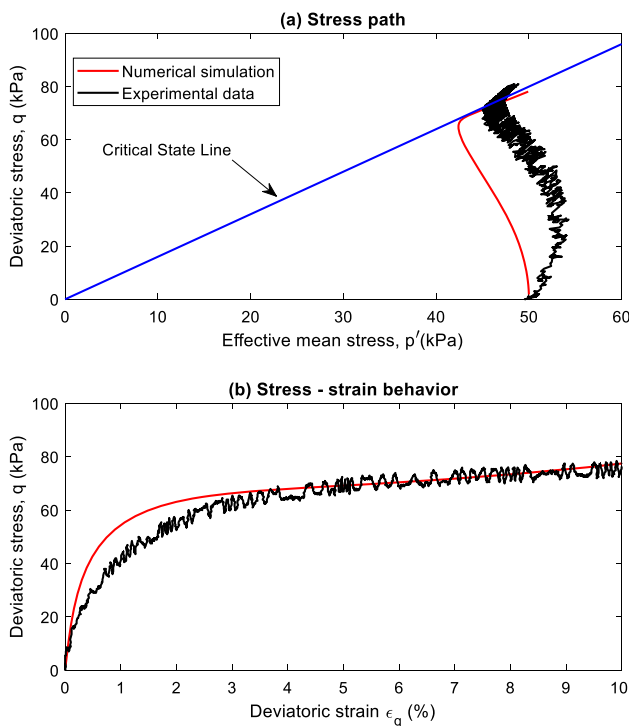 (a) Stress path
Deviatoric stress, q (kPa)
100
80
60
40
20
0
Numerical simulation
Experimental data
Critical State Line
0 10 20 30 40 50 60
Effective mean stress, p′(kPa)
(b) Stress - strain behavior
Deviatoric stress, q (kPa)
100
80
60
40
20
0
0 1 2 3 4 5 6 7 8 9 10
Deviatoric strain ϵq (%)